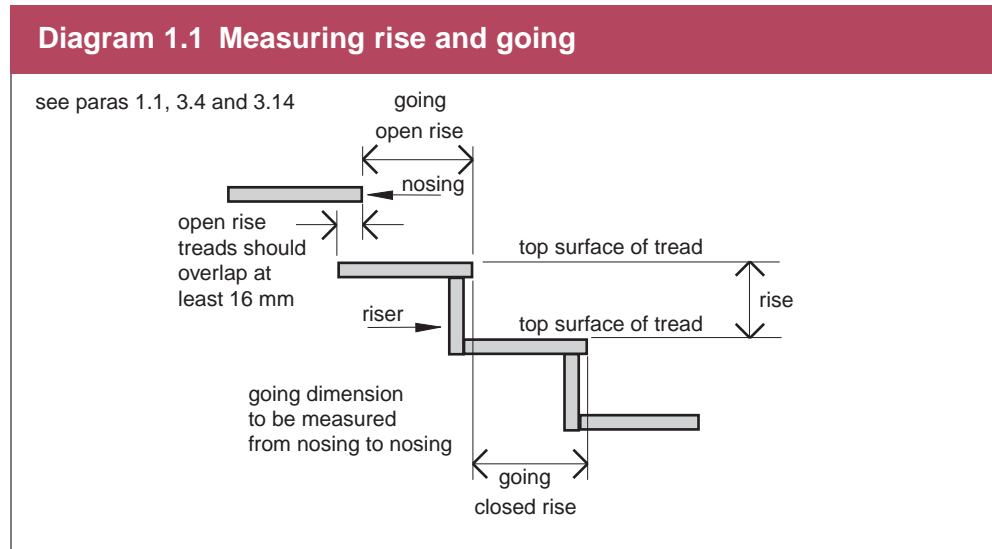 Diagram 1.1 Measuring rise and going
see paras 1.1, 3.4 and 3.14
going
open rise
nosing
open rise
treads should
overlap at
least 16 mm
top surface of tread
rise
riser
top surface of tread
going dimension
to be measured
from nosing to nosing
going
closed rise